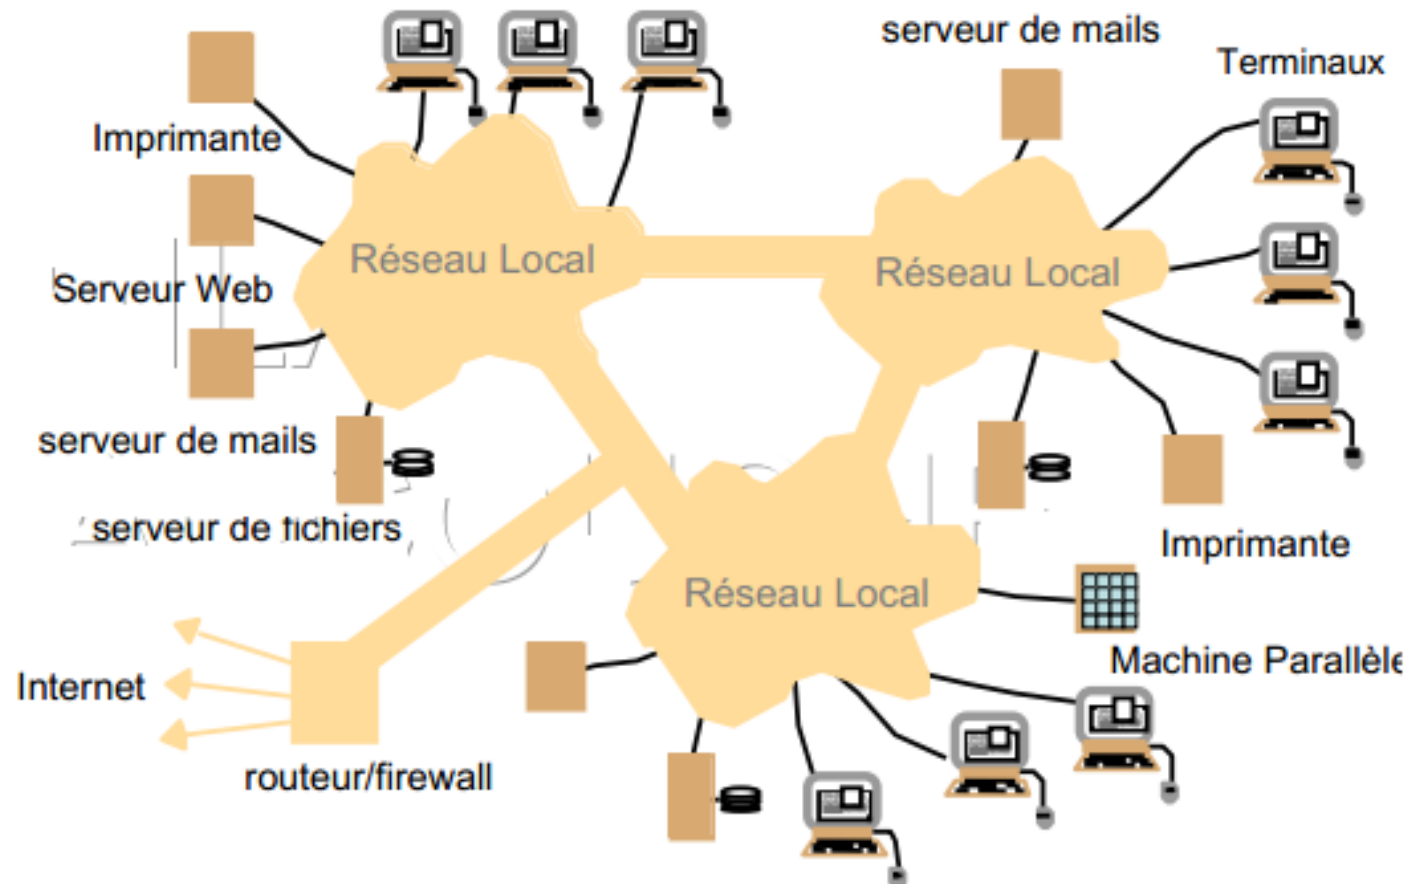 serveur de mails
Terminaux
Imprimante
Réseau Local
Réseau Local
Serveur Web
serveur de mails
serveur de fichiers
Imprimante
Réseau Local
Machine Parallèle
Internet
routeur/firewall